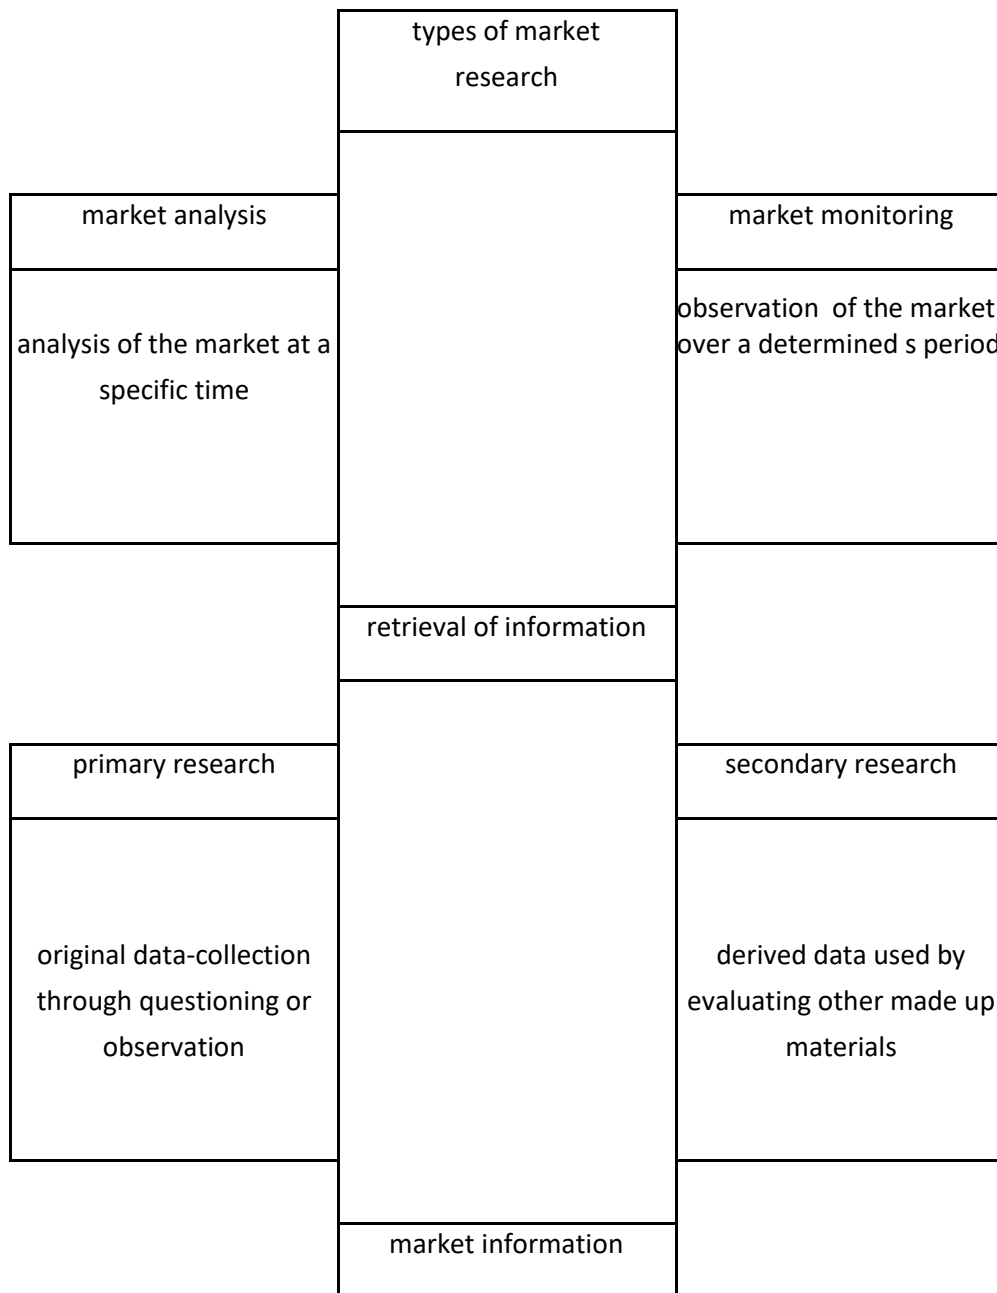 types of market
research
market analysis
market monitoring
analysis of the market at a
specific time
observation  of the market
over a determined s period
retrieval of information
primary research
secondary research
original data-collection
through questioning or
observation
derived data used by
evaluating other made up
materials
market information